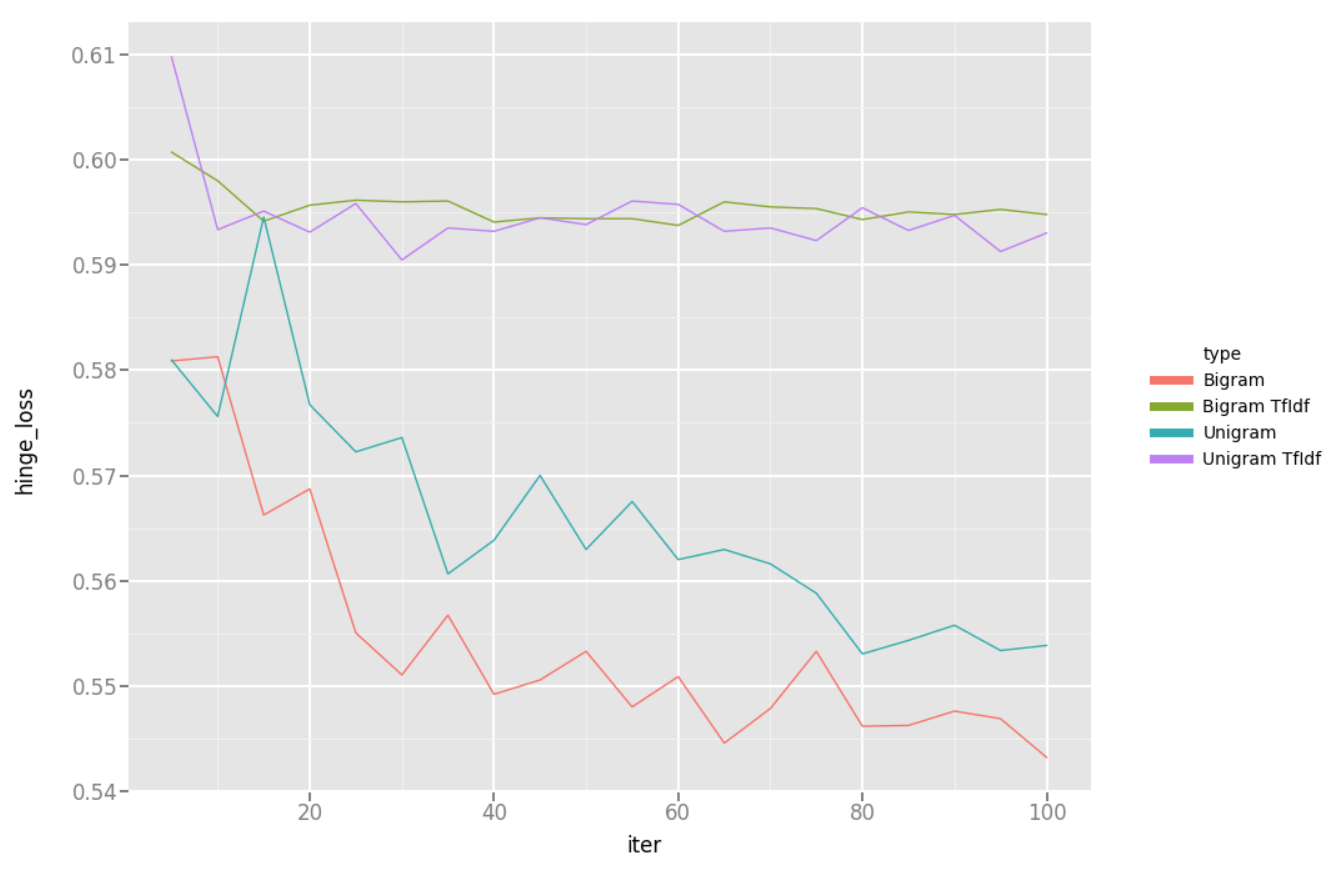 0.61
0.60
0.59
0.58
0.57
0.56
0.55
0.54
hinge_loss
20 40 60 80 100
iter
type
Bigram
Bigram TfIdf
Unigram
Unigram TfIdf